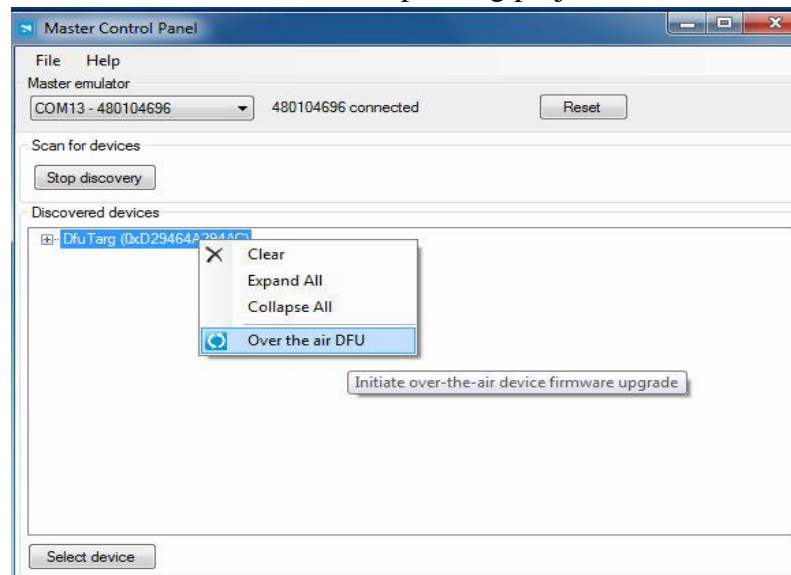 Master Control Panel
File Help
Master emulator
COM13 - 480104696 480104696 connected Reset
Scan for devices
Stop discovery
Discovered devices
DfuTarg
Clear
Expand All
Collapse All
Over the air DFU
Initiate over-the-air device firmware upgrade
Select device